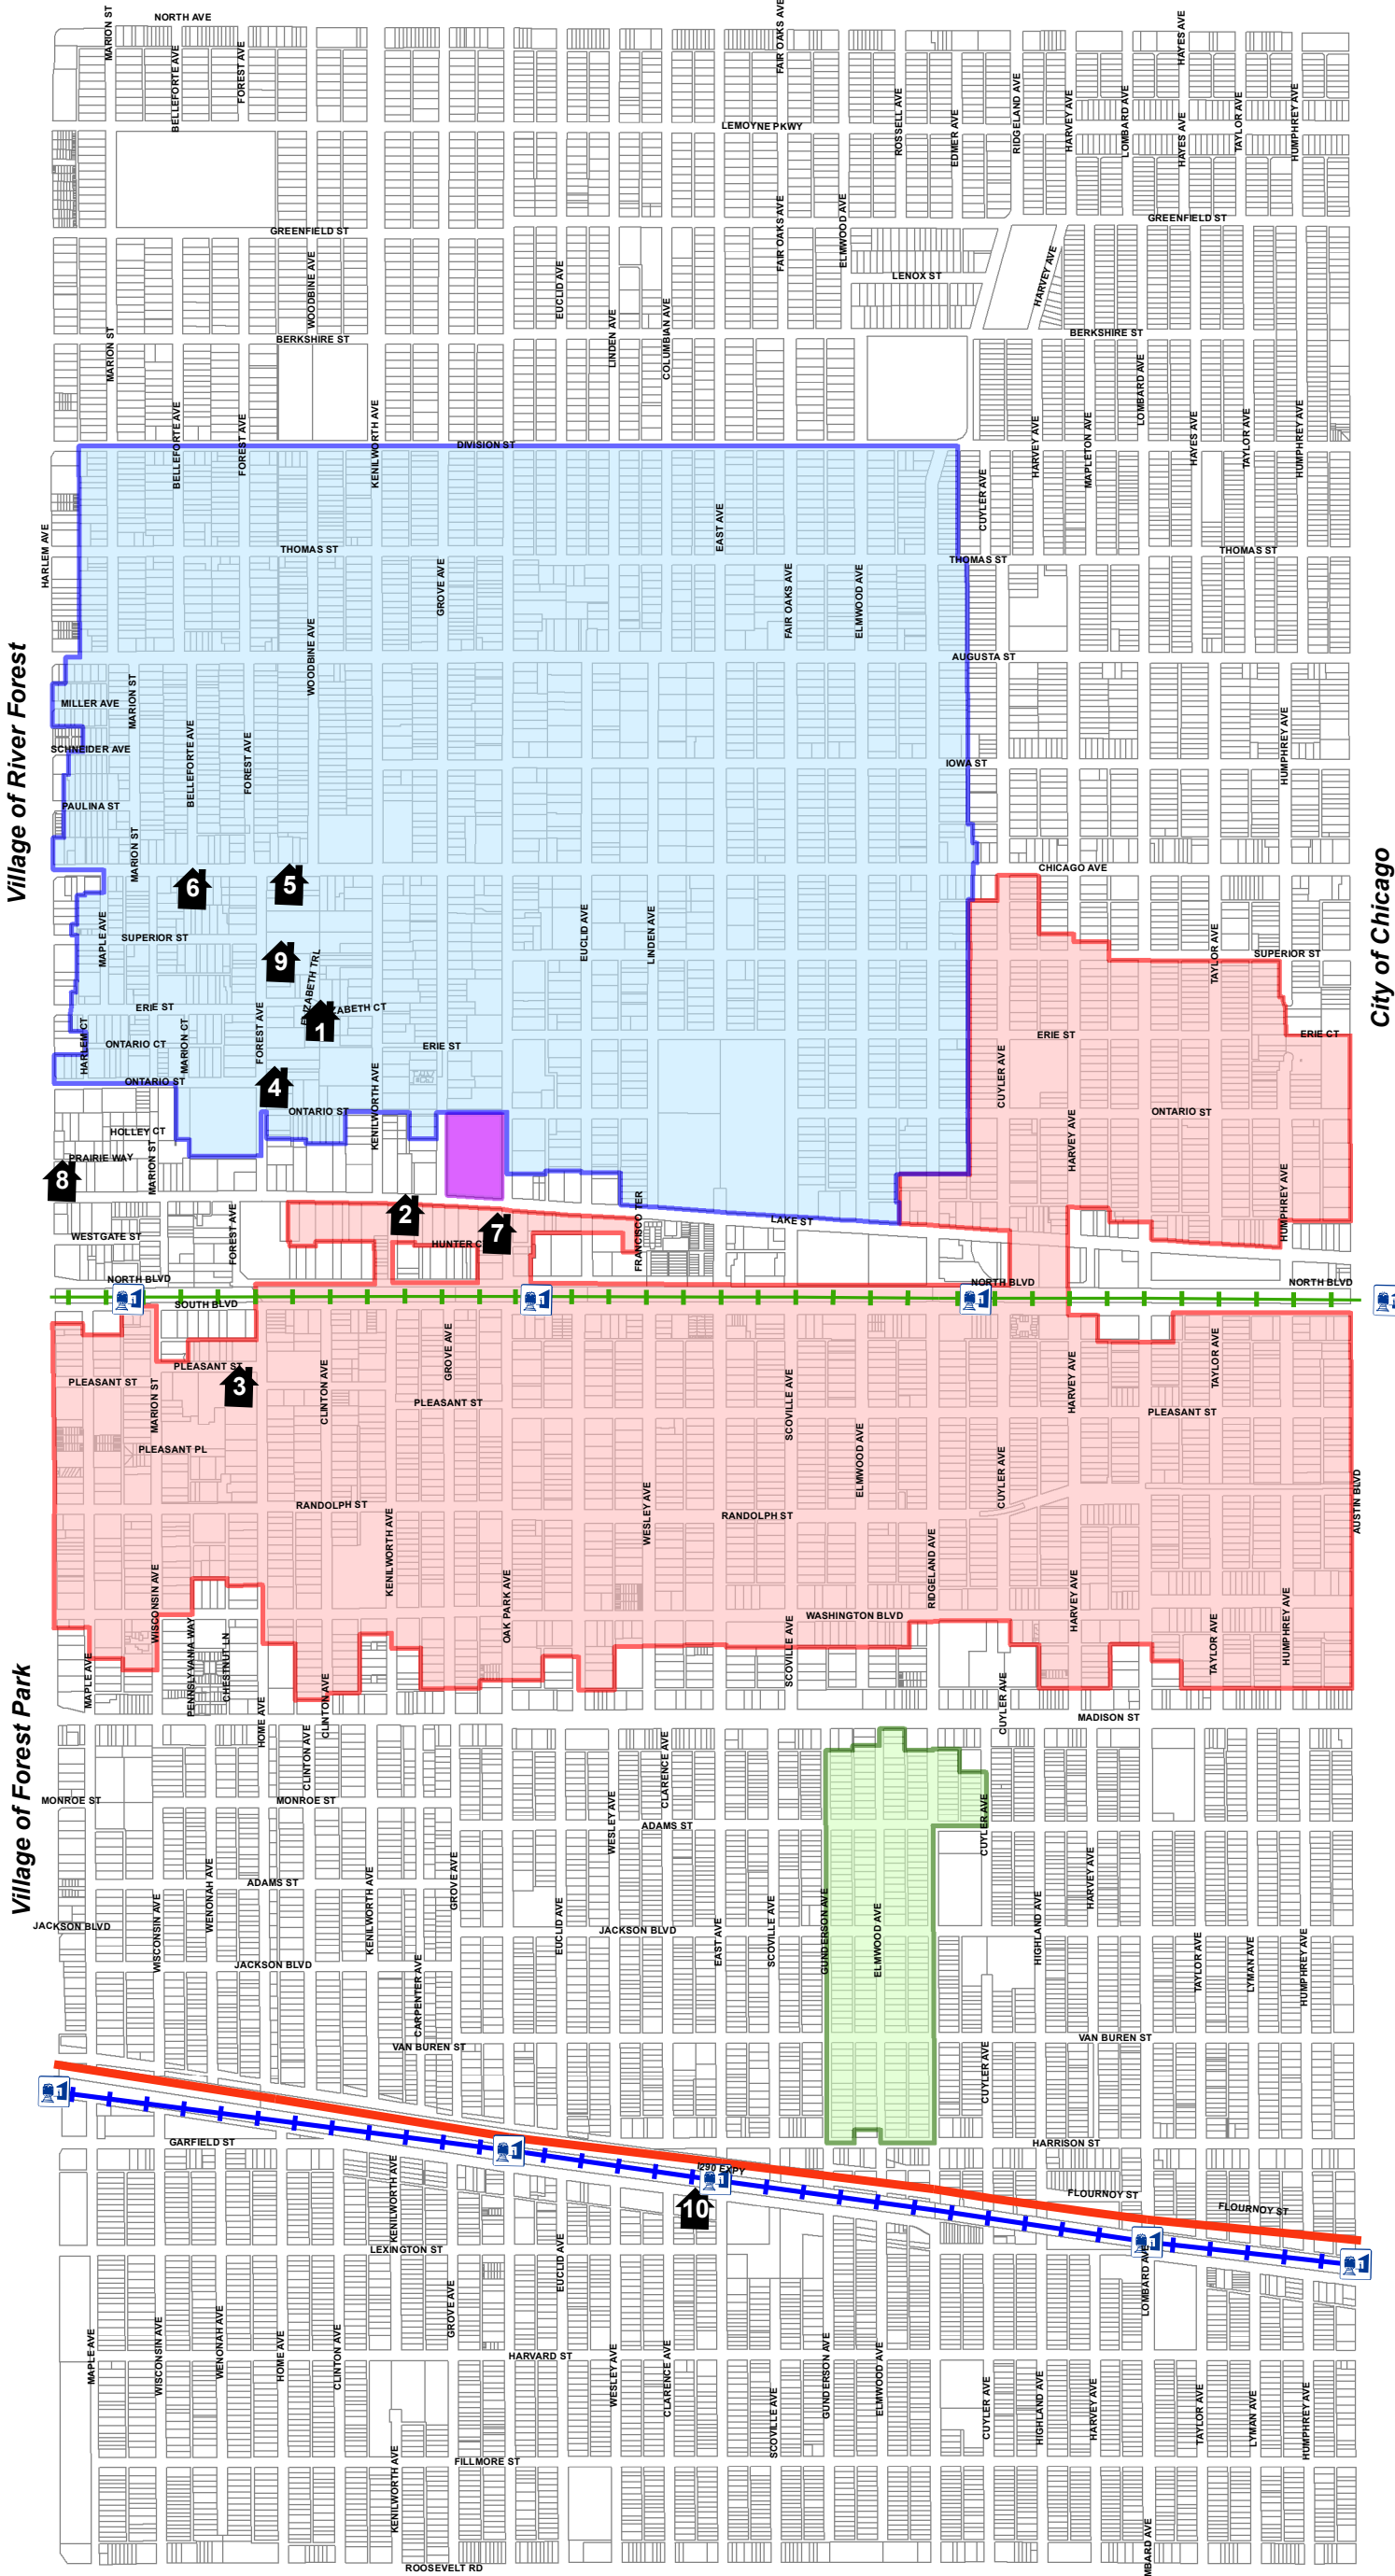 NORTH AVE
MARION ST
BELLEFORTE AVE
FOREST AVE
FAIR OAKS AVE
HAYES AVE
ROSSELL AVE
EDMER AVE
RIDGELAND AVE
HARVEY AVE
LOMBARD AVE
HAYES AVE
TAYLOR AVE
HUMPHREY AVE
LEMOYNE PKWY
GREENFIELD ST
GREENFIELD ST
WOODBINE AVE
EUCLID AVE
FAIR OAKS AVE
ELMWOOD AVE
LENOX ST
HARVEY AVE
BERKSHIRE ST
BERKSHIRE ST
MARION ST
LINDEN AVE
COLUMBIAN AVE
LOMBARD AVE
BELLEFORTE AVE
FOREST AVE
KENILWORTH AVE
DIVISION ST
CUYLER AVE
HARVEY AVE
MAPLETON AVE
HAYES AVE
TAYLOR AVE
HUMPHREY AVE
HARLEM AVE
THOMAS ST
EAST AVE
THOMAS ST
THOMAS ST
GROVE AVE
FAIR OAKS AVE
ELMWOOD AVE
WOODBINE AVE
AUGUSTA ST
Village of River Forest
MILLER AVE
MARION ST
SCHNEIDER AVE
BELLEFORTE AVE
FOREST AVE
IOWA ST
HUMPHREY AVE
PAULINA ST
MARION ST
CHICAGO AVE
City of Chicago
6
5
MAPLE AVE
SUPERIOR ST
EUCLID AVE
LINDEN AVE
TAYLOR AVE
SUPERIOR ST
9
ERIE ST
1
ERIE ST
ERIE ST
ERIE CT
HARLEM CT
ONTARIO CT
MARION CT
FOREST AVE
CUYLER AVE
ONTARIO ST
4
ONTARIO ST
KENILWORTH AVE
ONTARIO ST
HOLLEY CT
PRAIRIE WAY
MARION ST
HARVEY AVE
HUMPHREY AVE
8
2
7
FRANCISCO TER
LAKE ST
WESTGATE ST
FOREST AVE
NORTH BLVD
NORTH BLVD
NORTH BLVD
SOUTH BLVD
PLEASANT ST
PLEASANT ST
3
MARION ST
CLINTON AVE
GROVE AVE
PLEASANT ST
SCOVILLE AVE
HARVEY AVE
TAYLOR AVE
PLEASANT ST
PLEASANT PL
ELMWOOD AVE
CUYLER AVE
RANDOLPH ST
RANDOLPH ST
WESLEY AVE
AUSTIN BLVD
KENILWORTH AVE
WISCONSIN AVE
OAK PARK AVE
RIDGELAND AVE
WASHINGTON BLVD
HARVEY AVE
TAYLOR AVE
HUMPHREY AVE
PENNSYLVANIA WAY
CHESTNUT LN
MAPLE AVE
HOME AVE
CLINTON AVE
SCOVILLE AVE
CUYLER AVE
MADISON ST
Village of Forest Park
CLINTON AVE
CLARENCE AVE
MONROE ST
MONROE ST
WESLEY AVE
ADAMS ST
CUYLER AVE
WENONAH AVE
ADAMS ST
GROVE AVE
HARVEY AVE
JACKSON BLVD
WISCONSIN AVE
KENILWORTH AVE
EUCLID AVE
JACKSON BLVD
EAST AVE
SCOVILLE AVE
GUNDERSON AVE
ELMWOOD AVE
HIGHLAND AVE
TAYLOR AVE
LYMAN AVE
HUMPHREY AVE
JACKSON BLVD
CARPENTER AVE
VAN BUREN ST
VAN BUREN ST
CUYLER AVE
GARFIELD ST
HARRISON ST
I290 EXPY
KENILWORTH AVE
10
FLOURNOY ST
FLOURNOY ST
LEXINGTON ST
EUCLID AVE
LOMBARD AVE
GROVE AVE
MAPLE AVE
WISCONSIN AVE
WENONAH AVE
HOME AVE
CLINTON AVE
HARVARD ST
WESLEY AVE
CLARENCE AVE
SCOVILLE AVE
GUNDERSON AVE
ELMWOOD AVE
CUYLER AVE
HIGHLAND AVE
HARVEY AVE
TAYLOR AVE
LYMAN AVE
HUMPHREY AVE
FILLMORE ST
KENILWORTH AVE
ROOSEVELT RD